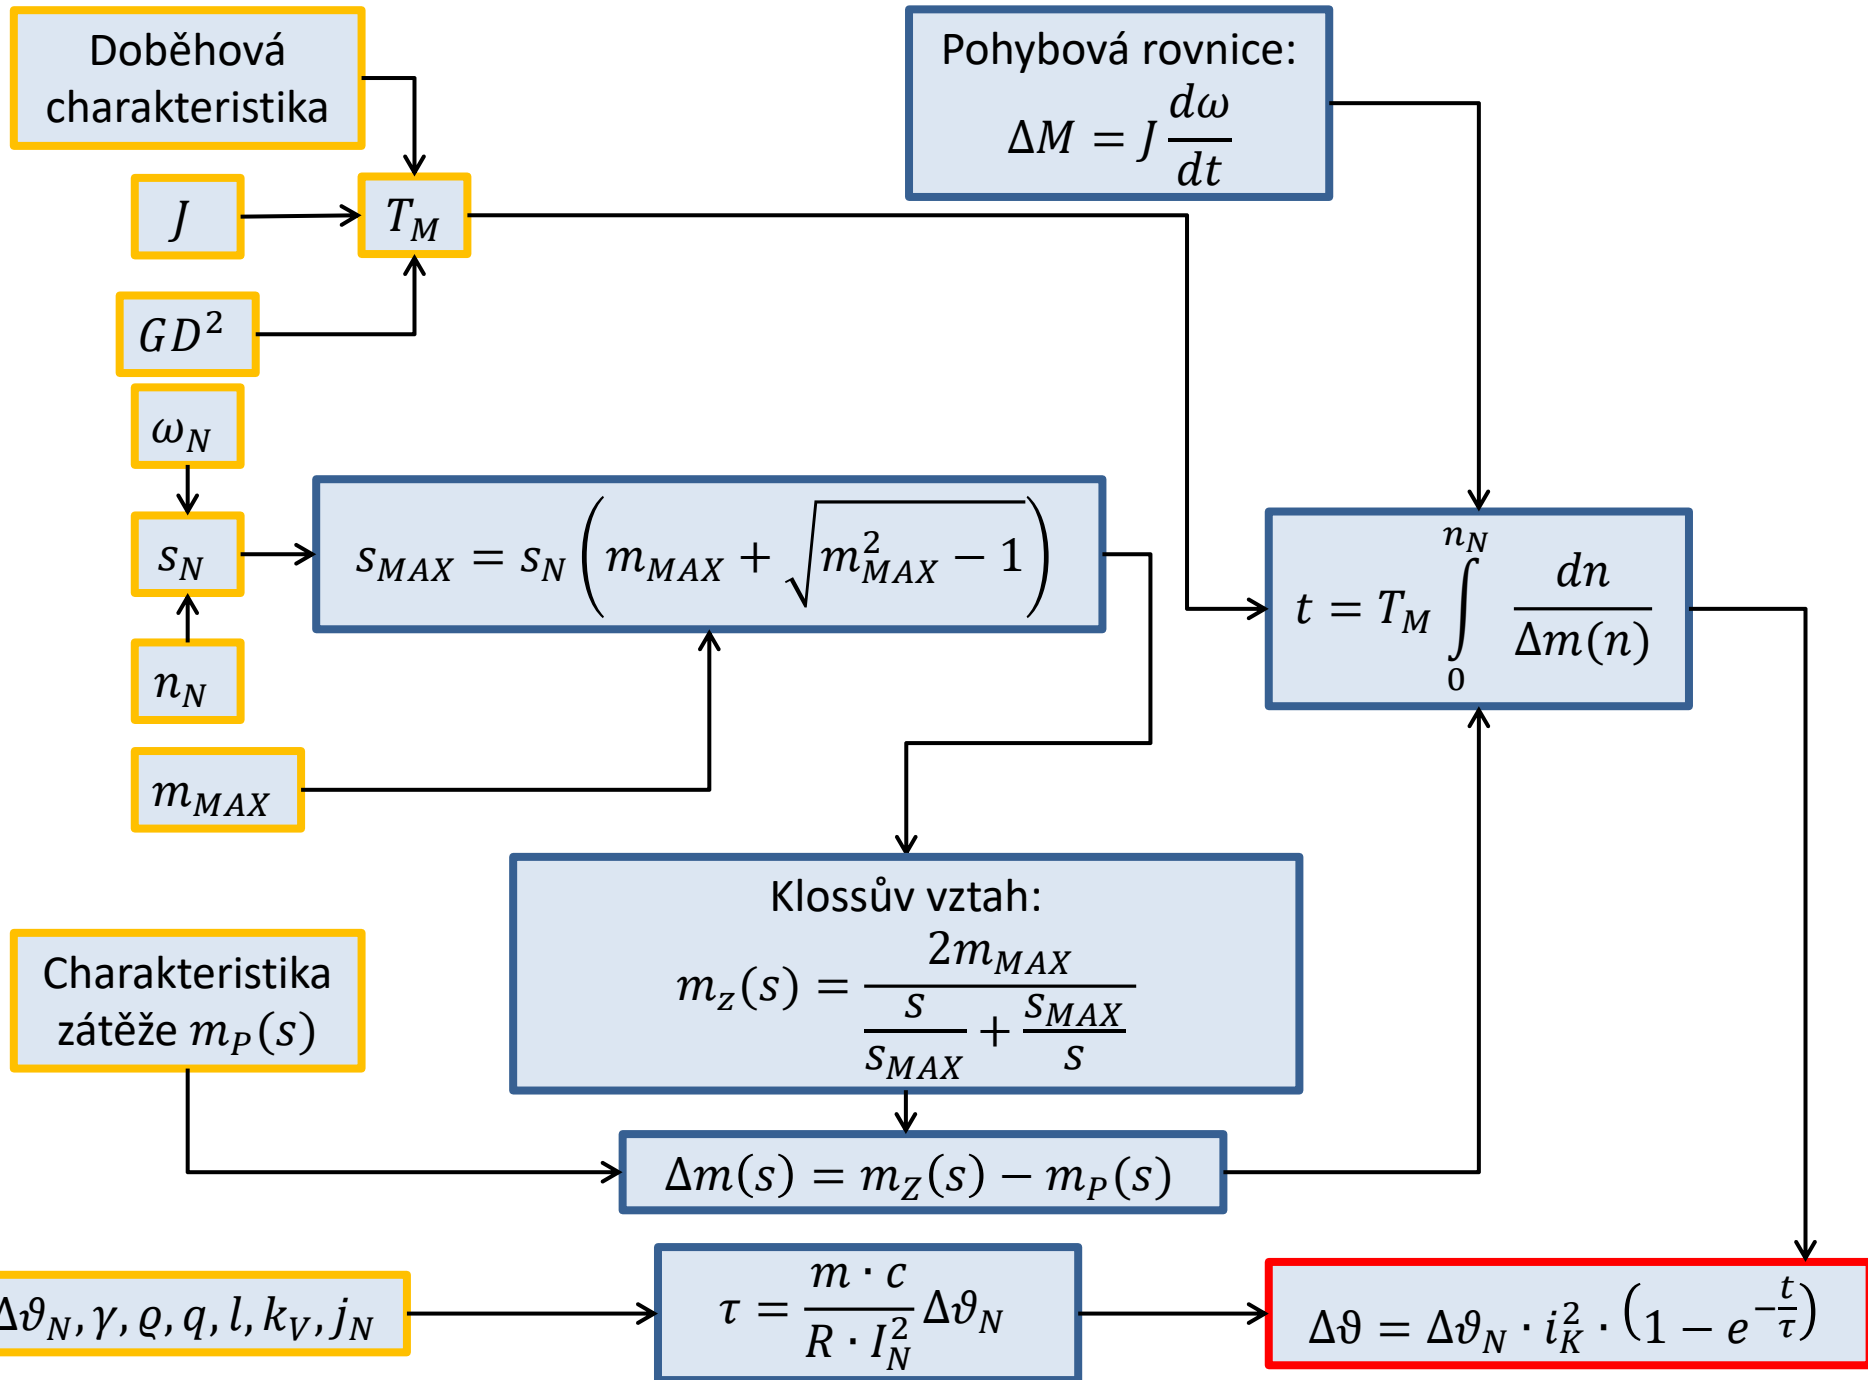 Doběhová
charakteristika
Pohybová rovnice:
ΔM = J dω/dt
J
T_M
GD²
ω_N
s_N
s_MAX = s_N (m_MAX + √(m²_MAX − 1))
t = T_M ∫₀^{n_N} dn/Δm(n)
n_N
m_MAX
Klossův vztah:
m_z(s) = 2m_MAX / (s/s_MAX + s_MAX/s)
Charakteristika
zátěže m_P(s)
Δm(s) = m_Z(s) − m_P(s)
Δϑ_N, γ, ϱ, q, l, k_V, j_N
τ = (m · c)/(R · I_N²) Δϑ_N
Δϑ = Δϑ_N · i_K² · (1 − e^{−t/τ})